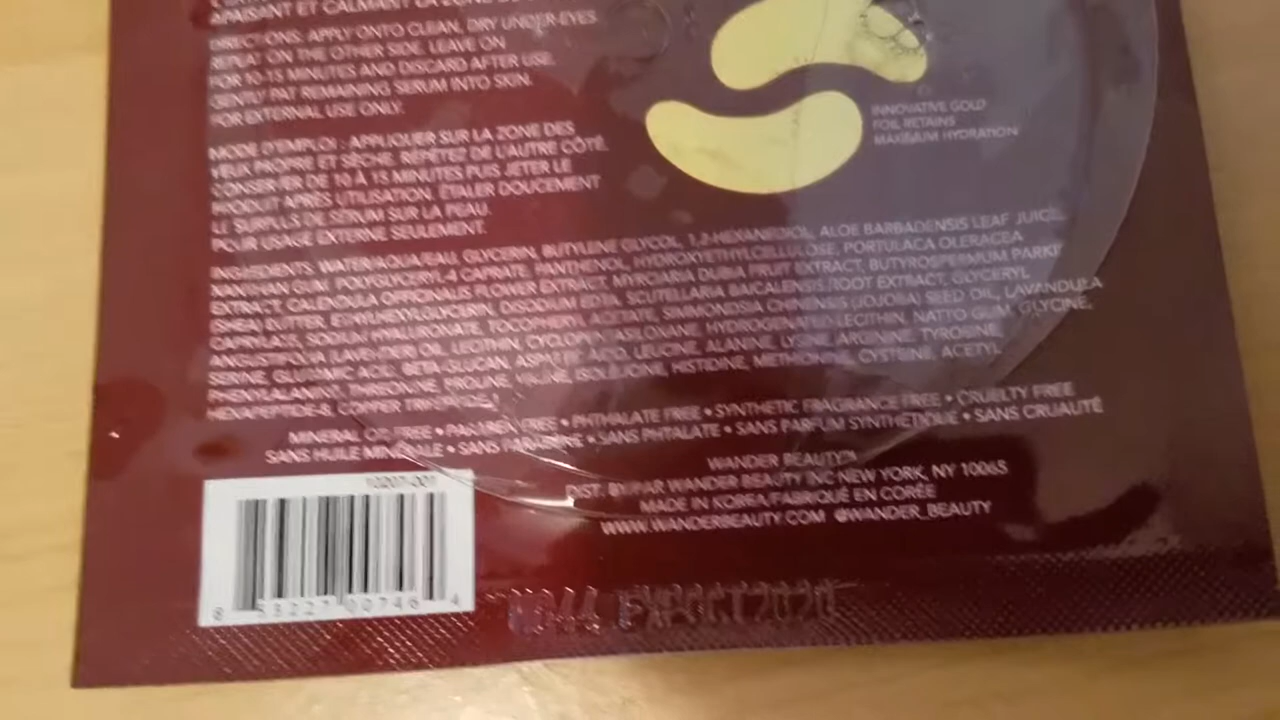 APAISANT ET CALMANT LA ZONE
DIRECTIONS: APPLY ONTO CLEAN, DRY UNDER-EYES.
REPEAT ON THE OTHER SIDE. LEAVE ON
FOR 10-15 MINUTES AND DISCARD AFTER USE.
GENTLY PAT REMAINING SERUM INTO SKIN.
FOR EXTERNAL USE ONLY.
MODE D'EMPLOI : APPLIQUER SUR LA ZONE DES
YEUX PROPRE ET SÈCHE. RÉPÉTEZ DE L'AUTRE CÔTÉ.
CONSERVER DE 10 À 15 MINUTES PUIS JETER LE
PRODUIT APRÈS UTILISATION. ÉTALER DOUCEMENT
LE SURPLUS DE SÉRUM SUR LA PEAU.
POUR USAGE EXTERNE SEULEMENT.
INNOVATIVE GOLD
FOIL RETAINS
MAXIMUM HYDRATION
INGREDIENTS: WATER/AQUA/EAU, GLYCERIN, BUTYLENE GLYCOL, 1,2-HEXANEDIOL, ALOE BARBADENSIS LEAF JUICE,
GUM, POLYGLYCERYL-4 CAPRATE, PANTHENOL, HYDROXYETHYLCELLULOSE, PORTULACA OLERACEA
EXTRACT, CALENDULA OFFICINALIS FLOWER EXTRACT, MYRCIARIA DUBIA FRUIT EXTRACT, BUTYROSPERMUM PARKII
(SHEA) BUTTER, ETHYLHEXYLGLYCERIN, DISODIUM EDTA, SCUTELLARIA BAICALENSIS ROOT EXTRACT, GLYCERYL
CAPRYLATE, SODIUM HYALURONATE, TOCOPHERYL ACETATE, SIMMONDSIA CHINENSIS (JOJOBA) SEED OIL, LAVANDULA
ANGUSTIFOLIA (LAVENDER) OIL, LECITHIN, CYCLOPENTASILOXANE, HYDROGENATED LECITHIN, NATTO GUM, GLYCINE,
SERINE, GLUTAMIC ACID, BETA-GLUCAN, ASPARTIC ACID, LEUCINE, ALANINE, LYSINE, ARGININE, TYROSINE,
PHENYLALANINE, THREONINE, PROLINE, VALINE, ISOLEUCINE, HISTIDINE, METHIONINE, CYSTEINE, ACETYL
HEXAPEPTIDE-8, COPPER TRIPEPTIDE-1
MINERAL OIL FREE • PARABEN FREE • PHTHALATE FREE • SYNTHETIC FRAGRANCE FREE • CRUELTY FREE
SANS HUILE MINÉRALE • SANS PARABÈNE • SANS PHTALATE • SANS PARFUM SYNTHÉTIQUE • SANS CRUAUTÉ
WANDER BEAUTY™
DIST. BY/PAR WANDER BEAUTY INC NEW YORK, NY 10065
MADE IN KOREA/FABRIQUÉ EN CORÉE
WWW.WANDERBEAUTY.COM @WANDER_BEAUTY
10207-001
8 53227 00746 4
EXP OCT 2020